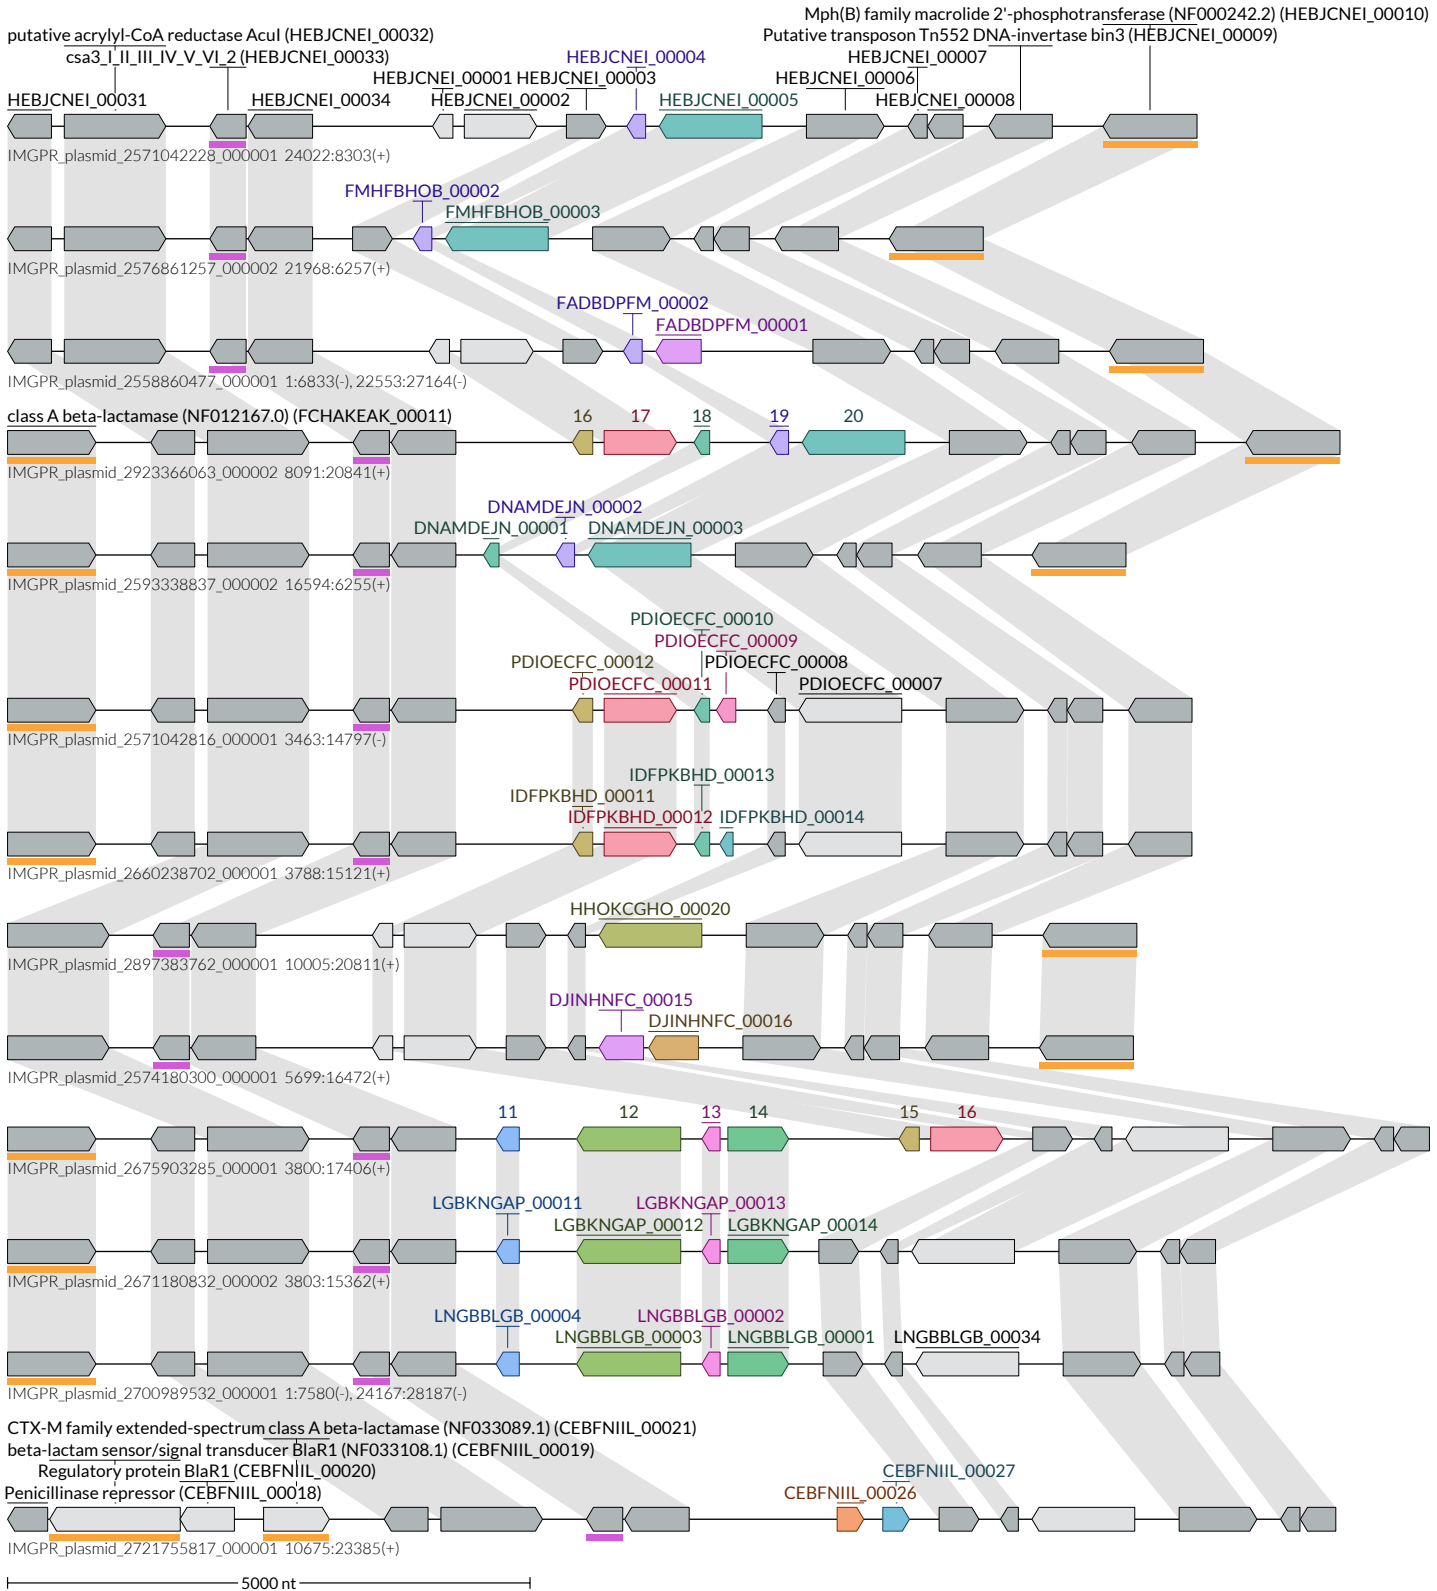 Mph(B) family macrolide 2'-phosphotransferase (NF000242.2) (HEBJCNEI_00010)
putative acrylyl-CoA reductase AcuI (HEBJCNEI_00032)
Putative transposon Tn552 DNA-invertase bin3 (HEBJCNEI_00009)
csa3_I_II_III_IV_V_VI_2 (HEBJCNEI_00033)
HEBJCNEI_00004
HEBJCNEI_00007
HEBJCNEI_00001
HEBJCNEI_00003
HEBJCNEI_00006
HEBJCNEI_00031
HEBJCNEI_00034
HEBJCNEI_00002
HEBJCNEI_00005
HEBJCNEI_00008
IMGPR_plasmid_2571042228_000001 24022:8303(+)
FMHFBHOB_00002
FMHFBHOB_00003
IMGPR_plasmid_2576861257_000002 21968:6257(+)
FADBDPFM_00002
FADBDPFM_00001
IMGPR_plasmid_2558860477_000001 1:6833(-), 22553:27164(-)
class A beta-lactamase (NF012167.0) (FCHAKEAK_00011)
16 17 18 19 20
IMGPR_plasmid_2923366063_000002 8091:20841(+)
DNAMDEJN_00002
DNAMDEJN_00001
DNAMDEJN_00003
IMGPR_plasmid_2593338837_000002 16594:6255(+)
PDIOECFC_00010
PDIOECFC_00009
PDIOECFC_00012
PDIOECFC_00008
PDIOECFC_00011
PDIOECFC_00007
IMGPR_plasmid_2571042816_000001 3463:14797(-)
IDFPKBHD_00013
IDFPKBHD_00011
IDFPKBHD_00012
IDFPKBHD_00014
IMGPR_plasmid_2660238702_000001 3788:15121(+)
HHOKCGHO_00020
IMGPR_plasmid_2897383762_000001 10005:20811(+)
DJINHNFC_00015
DJINHNFC_00016
IMGPR_plasmid_2574180300_000001 5699:16472(+)
11 12 13 14 15 16
IMGPR_plasmid_2675903285_000001 3800:17406(+)
LGBKNGAP_00011
LGBKNGAP_00013
LGBKNGAP_00012
LGBKNGAP_00014
IMGPR_plasmid_2671180832_000002 3803:15362(+)
LNGBBLGB_00004
LNGBBLGB_00002
LNGBBLGB_00003
LNGBBLGB_00001
LNGBBLGB_00034
IMGPR_plasmid_2700989532_000001 1:7580(-), 24167:28187(-)
CTX-M family extended-spectrum class A beta-lactamase (NF033089.1) (CEBFNIIL_00021)
beta-lactam sensor/signal transducer BlaR1 (NF033108.1) (CEBFNIIL_00019)
Regulatory protein BlaR1 (CEBFNIIL_00020)
CEBFNIIL_00027
Penicillinase repressor (CEBFNIIL_00018)
CEBFNIIL_00026
IMGPR_plasmid_2721755817_000001 10675:23385(+)
5000 nt